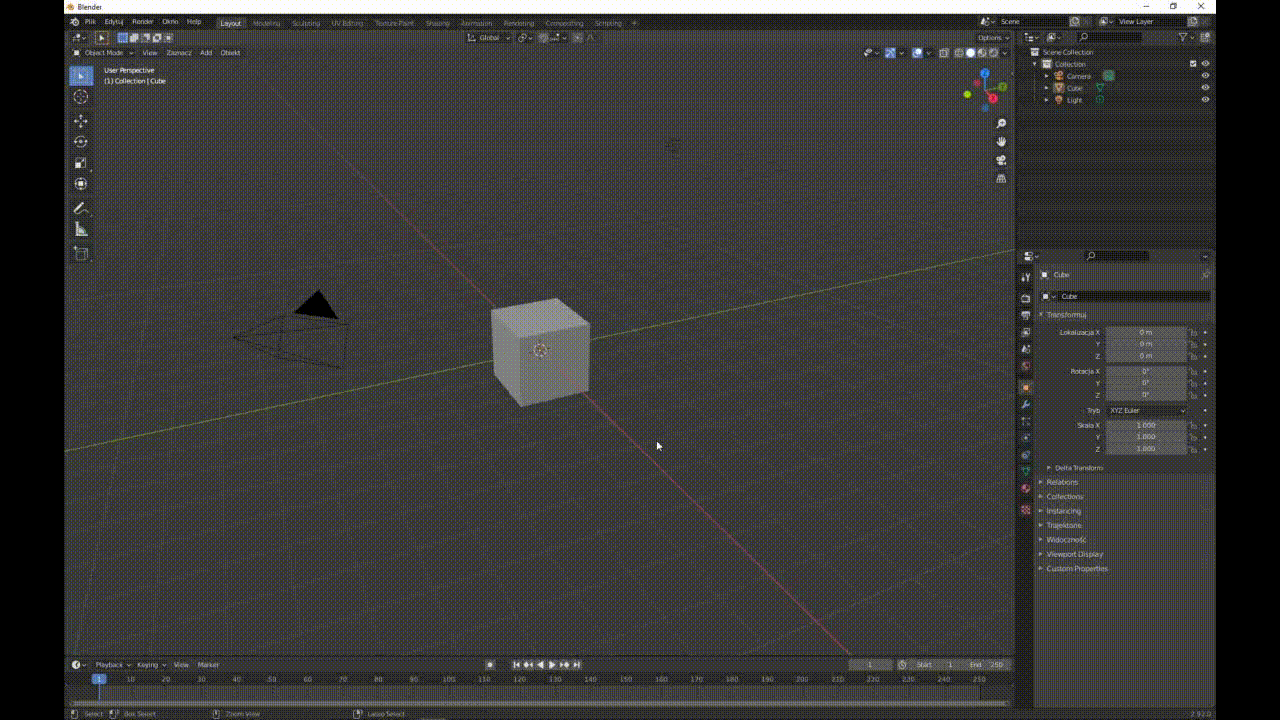 Blender
Plik Edytuj Render Okno Help Layout Modeling Sculpting UV Editing Texture Paint Shading Animation Rendering Compositing Scripting + Scene View Layer
Global Options
Object Mode View Zaznacz Add Obiekt
User Perspective
(1) Collection | Cube
Scene Collection
Collection
Camera
Cube
Light
Cube
Cube
Transformuj
Lokalizacja X 0 m
Y 0 m
Z 0 m
Rotacja X 0°
Y 0°
Z 0°
Tryb XYZ Euler
Skala X 1.000
Y 1.000
Z 1.000
Delta Transform
Relations
Collections
Instancing
Trajektorie
Widoczność
Viewport Display
Custom Properties
Playback Keying View Marker 1 Start 1 End 250
1 10 20 30 40 50 60 70 80 90 100 110 120 130 140 150 160 170 180 190 200 210 220 230 240 250
Select Box Select Zoom View Lasso Select 2.92.0